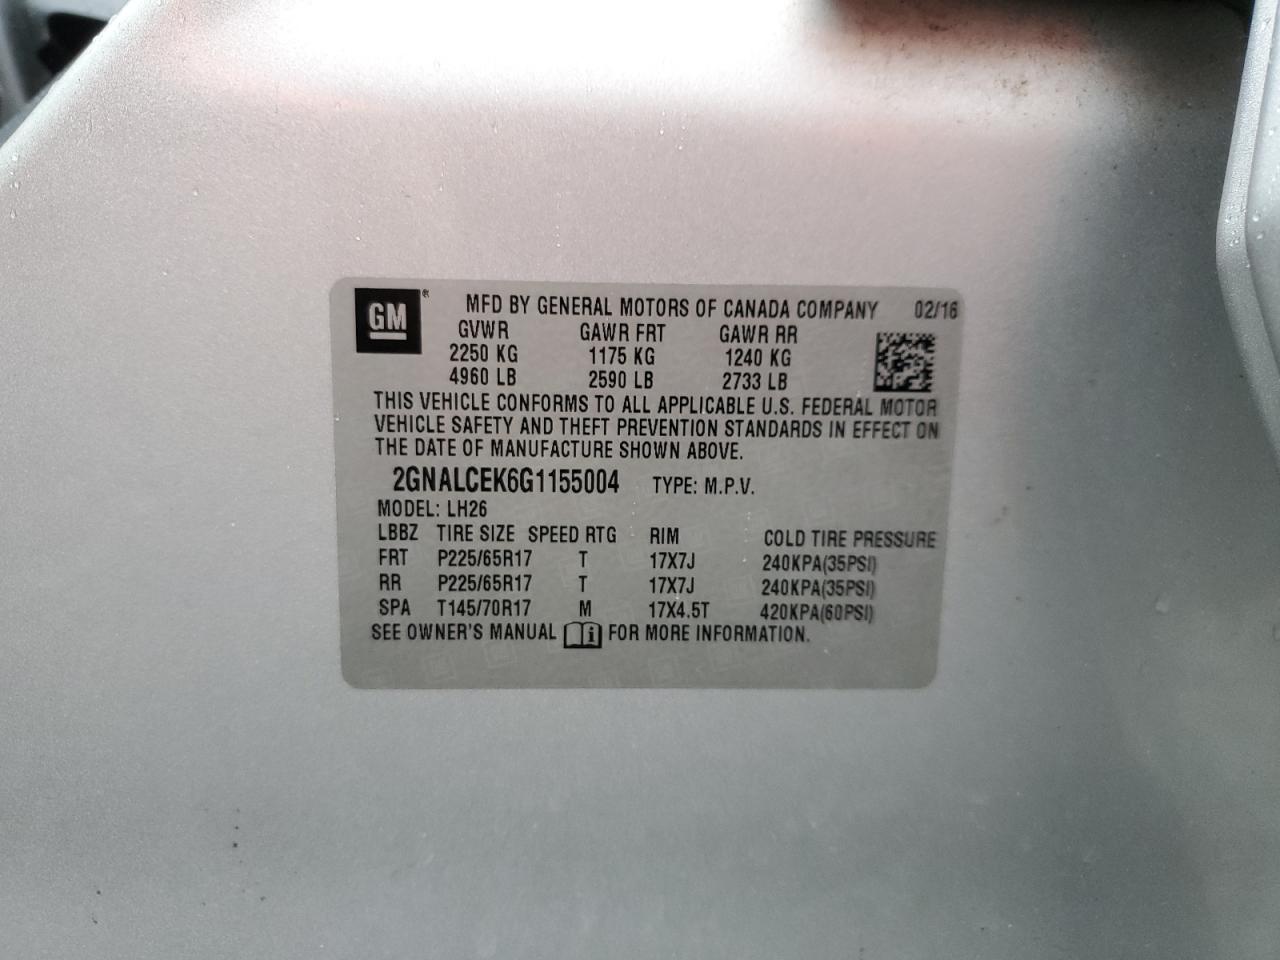 GM®
MFD BY GENERAL MOTORS OF CANADA COMPANY 02/16
GVWR GAWR FRT GAWR RR
2250 KG 1175 KG 1240 KG
4960 LB 2590 LB 2733 LB
THIS VEHICLE CONFORMS TO ALL APPLICABLE U.S. FEDERAL MOTOR
VEHICLE SAFETY AND THEFT PREVENTION STANDARDS IN EFFECT ON
THE DATE OF MANUFACTURE SHOWN ABOVE.
2GNALCEK6G1155004 TYPE: M.P.V.
MODEL: LH26
LBBZ TIRE SIZE SPEED RTG RIM COLD TIRE PRESSURE
FRT P225/65R17 T 17X7J 240KPA(35PSI)
RR P225/65R17 T 17X7J 240KPA(35PSI)
SPA T145/70R17 M 17X4.5T 420KPA(60PSI)
SEE OWNER'S MANUAL FOR MORE INFORMATION.